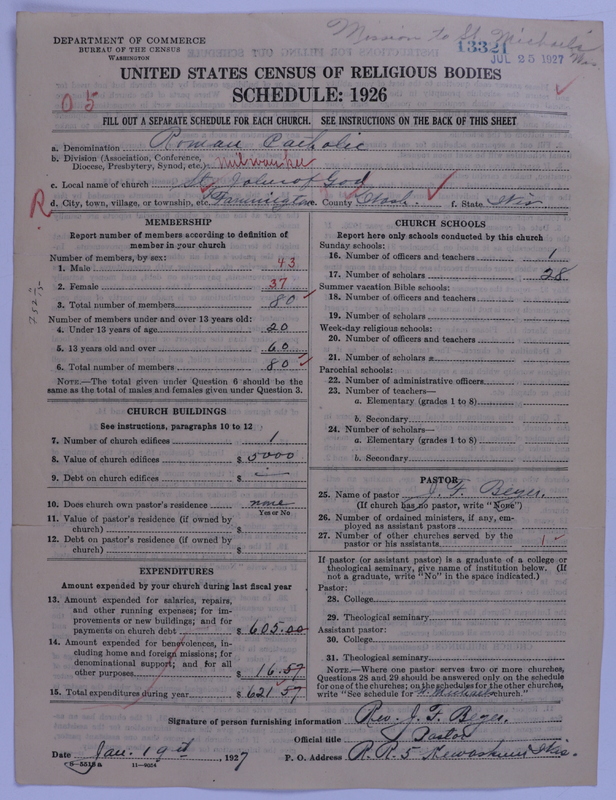 Mission to St. Michael's Wis.
DEPARTMENT OF COMMERCE
BUREAU OF THE CENSUS
WASHINGTON
13321
JUL 25 1927
UNITED STATES CENSUS OF RELIGIOUS BODIES
SCHEDULE: 1926
05
FILL OUT A SEPARATE SCHEDULE FOR EACH CHURCH. SEE INSTRUCTIONS ON THE BACK OF THIS SHEET
a. Denomination Roman Catholic
b. Division (Association, Conference, Diocese, Presbytery, Synod, etc.) Milwaukee
c. Local name of church St. John of God
R
d. City, town, village, or township, etc. Farmington e. County Wash. f. State Wis
MEMBERSHIP
Report number of members according to definition of member in your church
Number of members, by sex:
1. Male 43
2. Female 37
3. Total number of members 80
Number of members under and over 13 years old:
4. Under 13 years of age 20
5. 13 years old and over 60
6. Total number of members 80
NOTE.—The total given under Question 6 should be the same as the total of males and females given under Question 3.
CHURCH BUILDINGS
See instructions, paragraphs 10 to 12
7. Number of church edifices 1
8. Value of church edifices $ 5000
9. Debt on church edifices $
10. Does church own pastor's residence none
Yes or No
11. Value of pastor's residence (if owned by church) $
12. Debt on pastor's residence (if owned by church) $
EXPENDITURES
Amount expended by your church during last fiscal year
13. Amount expended for salaries, repairs, and other running expenses; for improvements or new buildings; and for payments on church debt $ 605.00
14. Amount expended for benevolences, including home and foreign missions; for denominational support; and for all other purposes $ 16.57
15. Total expenditures during year $ 621.57
CHURCH SCHOOLS
Report here only schools conducted by this church
Sunday schools:
16. Number of officers and teachers 1
17. Number of scholars 28
Summer vacation Bible schools:
18. Number of officers and teachers
19. Number of scholars
Week-day religious schools:
20. Number of officers and teachers
21. Number of scholars
Parochial schools:
22. Number of administrative officers
23. Number of teachers—
a. Elementary (grades 1 to 8)
b. Secondary
24. Number of scholars—
a. Elementary (grades 1 to 8)
b. Secondary
PASTOR
25. Name of pastor J. F. Beyer.
(If church has no pastor, write "None")
26. Number of ordained ministers, if any, employed as assistant pastors
27. Number of other churches served by the pastor or his assistants 1
If pastor (or assistant pastor) is a graduate of a college or theological seminary, give name of institution below. (If not a graduate, write "No" in the space indicated.)
Pastor:
28. College
29. Theological seminary
Assistant pastor:
30. College
31. Theological seminary
NOTE.—Where one pastor serves two or more churches, Questions 28 and 29 should be answered only on the schedule for one of the churches; on the schedules for the other churches, write "See schedule for St. Michaels church."
Signature of person furnishing information Rev. J. F. Beyer.
Official title Pastor
Date Jan. 19th, 1927
P. O. Address R.R. 5 Kewaskum Wis.
CS-5518a 11-4054